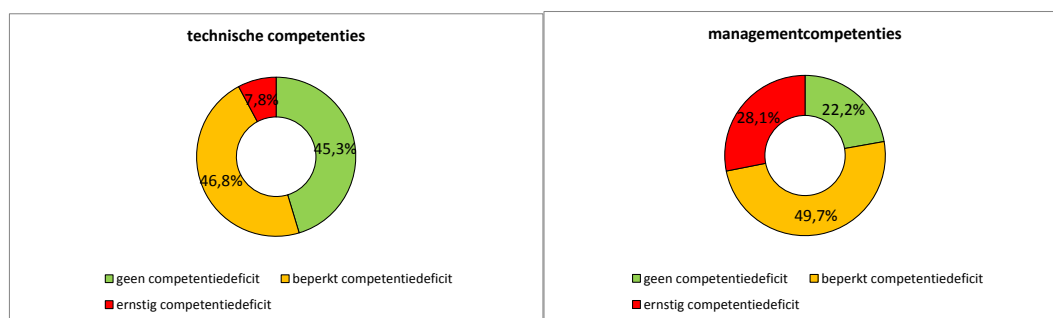 technische competenties
7,8%
45,3%
46,8%
geen competentiedeficit
beperkt competentiedeficit
ernstig competentiedeficit
managementcompetenties
28,1%
22,2%
49,7%
geen competentiedeficit
beperkt competentiedeficit
ernstig competentiedeficit